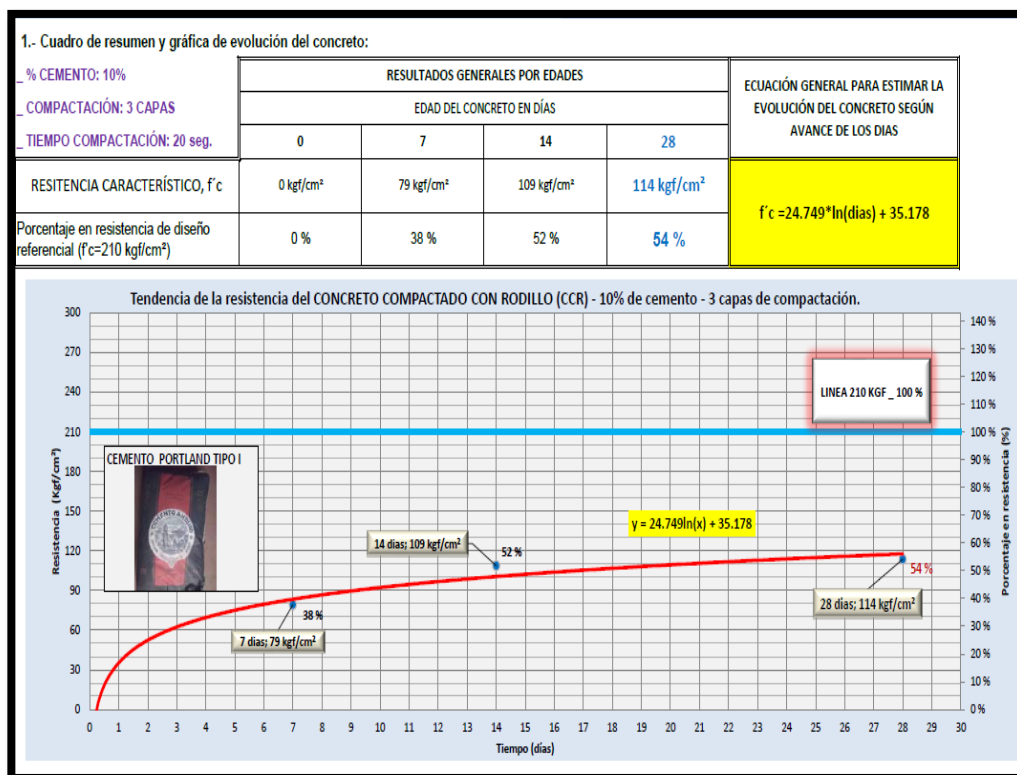 1.- Cuadro de resumen y gráfica de evolución del concreto:
_ % CEMENTO: 10%
_ COMPACTACIÓN: 3 CAPAS
_ TIEMPO COMPACTACIÓN: 20 seg.
RESULTADOS GENERALES POR EDADES
EDAD DEL CONCRETO EN DÍAS
0 7 14 28
ECUACIÓN GENERAL PARA ESTIMAR LA
EVOLUCIÓN DEL CONCRETO SEGÚN
AVANCE DE LOS DIAS
RESITENCIA CARACTERÍSTICO, f´c 0 kgf/cm² 79 kgf/cm² 109 kgf/cm² 114 kgf/cm²
Porcentaje en resistencia de diseño
referencial (f'c=210 kgf/cm²) 0 % 38 % 52 % 54 %
f´c =24.749*ln(dias) + 35.178
Tendencia de la resistencia del CONCRETO COMPACTADO CON RODILLO (CCR) - 10% de cemento - 3 capas de compactación.
Resistencia (Kgf/cm²)
300
270
240
210
180
150
120
90
60
30
0
LINEA 210 KGF _ 100 %
CEMENTO PORTLAND TIPO I
y = 24.749ln(x) + 35.178
14 dias; 109 kgf/cm²
52 %
7 dias; 79 kgf/cm²
38 %
28 dias; 114 kgf/cm²
54 %
140 %
130 %
120 %
110 %
100 %
90 %
80 %
70 %
60 %
50 %
40 %
30 %
20 %
10 %
0 %
Porcentaje en resistencia (%)
0 1 2 3 4 5 6 7 8 9 10 11 12 13 14 15 16 17 18 19 20 21 22 23 24 25 26 27 28 29 30
Tiempo (días)